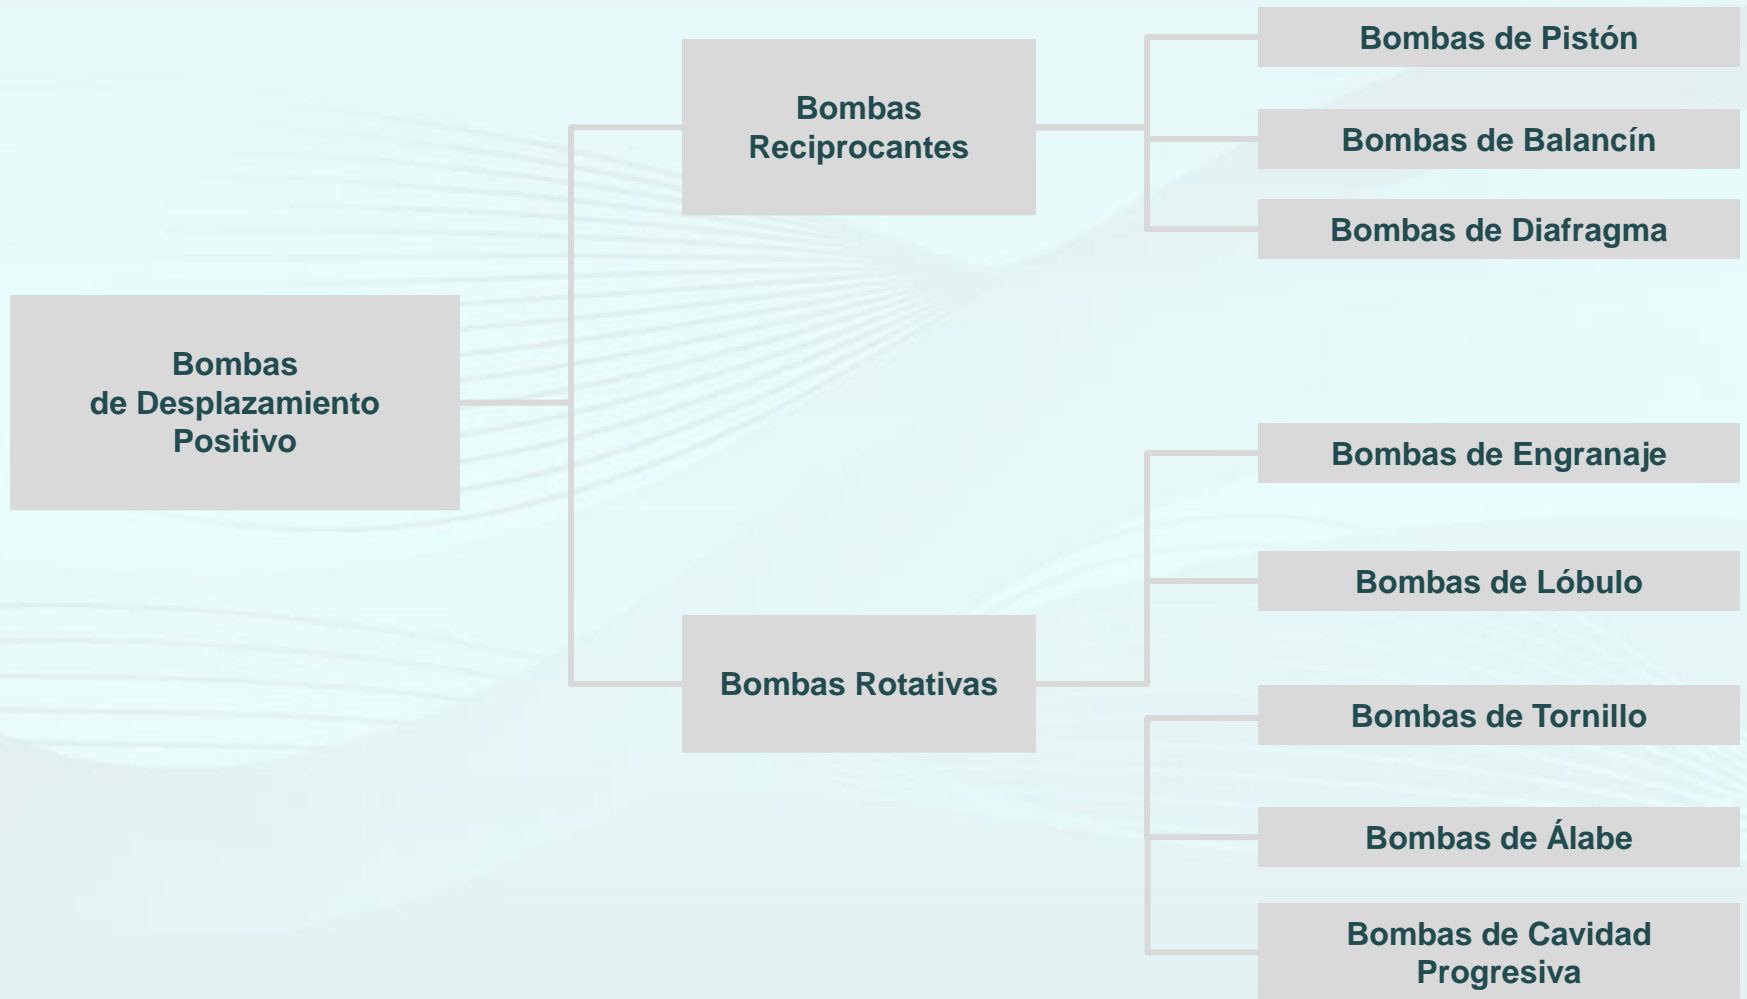 Bombas
de Desplazamiento
Positivo
Bombas
Reciprocantes
Bombas de Pistón
Bombas de Balancín
Bombas de Diafragma
Bombas Rotativas
Bombas de Engranaje
Bombas de Lóbulo
Bombas de Tornillo
Bombas de Álabe
Bombas de Cavidad
Progresiva